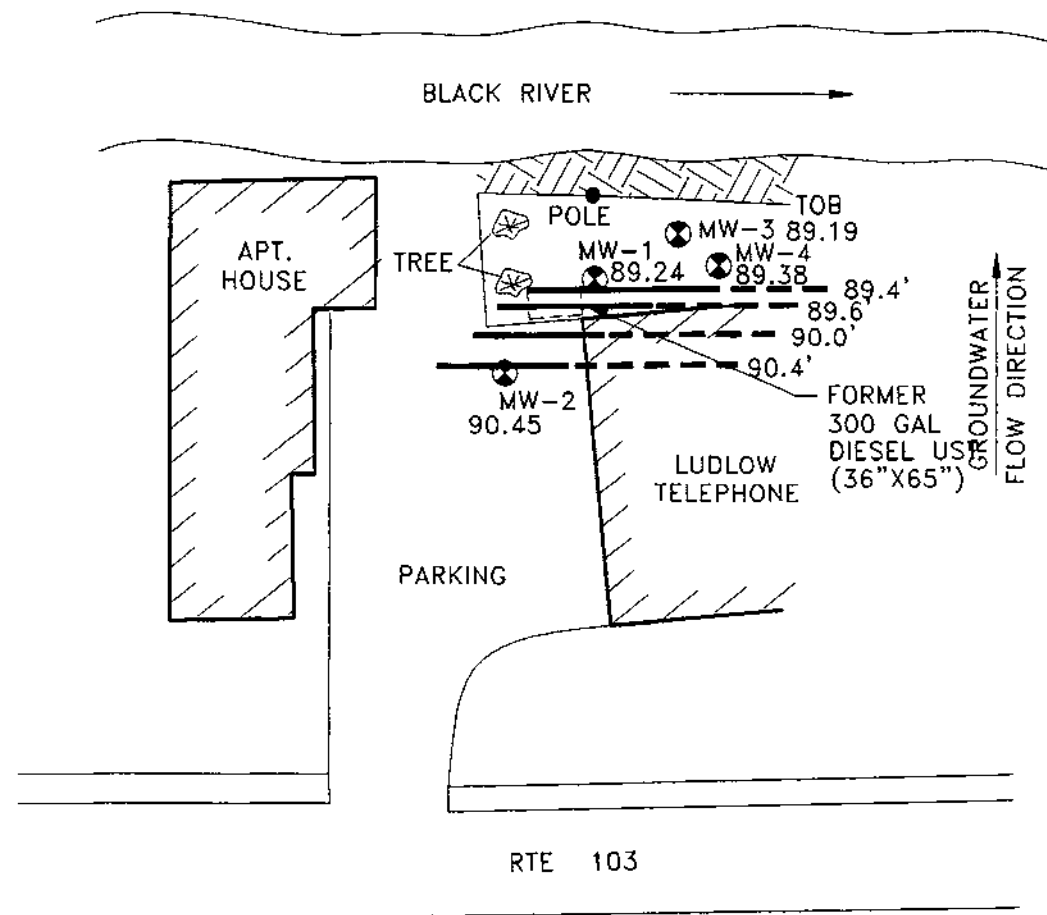 BLACK RIVER
TOB
POLE
MW-3 89.19
APT.
HOUSE
TREE
MW-1
89.24
MW-4
89.38
89.4'
89.6'
90.0'
90.4'
MW-2
90.45
FORMER
300 GAL
DIESEL UST
(36"X65")
GROUNDWATER
FLOW DIRECTION
LUDLOW
TELEPHONE
PARKING
RTE 103